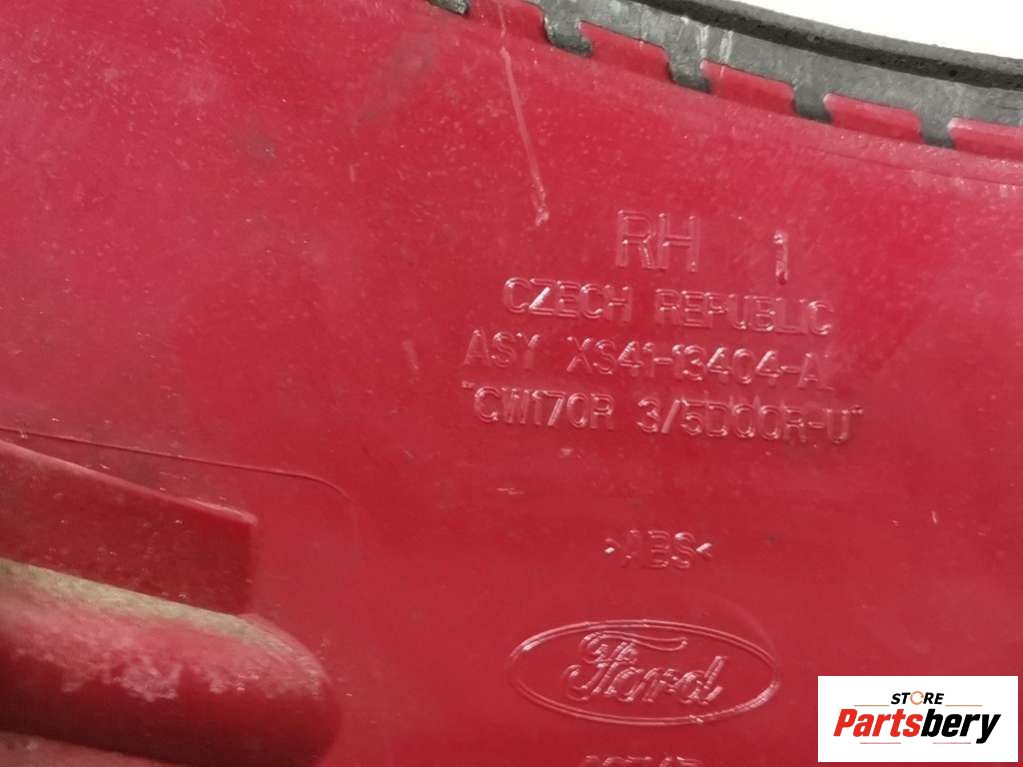 RH 1
CZECH REPUBLIC
ASY XS41-13404-A
"CW170R 3/5DOOR-U"
>ABS<
Ford
STORE
Partsbery